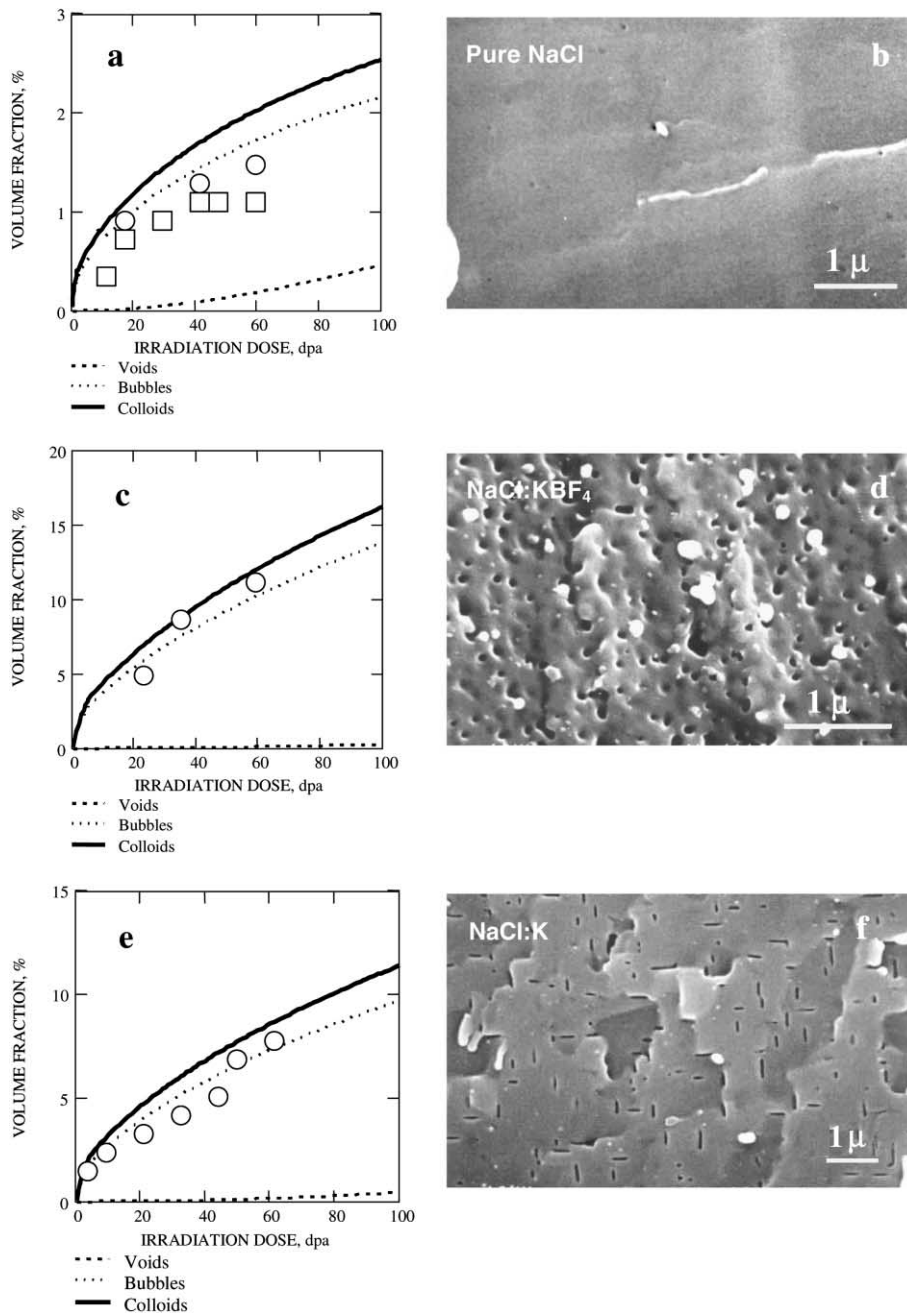 3
2
1
0
a
VOLUME FRACTION, %
0 20 40 60 80 100
IRRADIATION DOSE, dpa
Voids
Bubbles
Colloids
Pure NaCl
b
1 μ
20
15
10
5
0
c
VOLUME FRACTION, %
0 20 40 60 80 100
IRRADIATION DOSE, dpa
Voids
Bubbles
Colloids
NaCl:KBF₄
d
1 μ
15
10
5
0
e
VOLUME FRACTION, %
0 20 40 60 80 100
IRRADIATION DOSE, dpa
Voids
Bubbles
Colloids
NaCl:K
f
1 μ